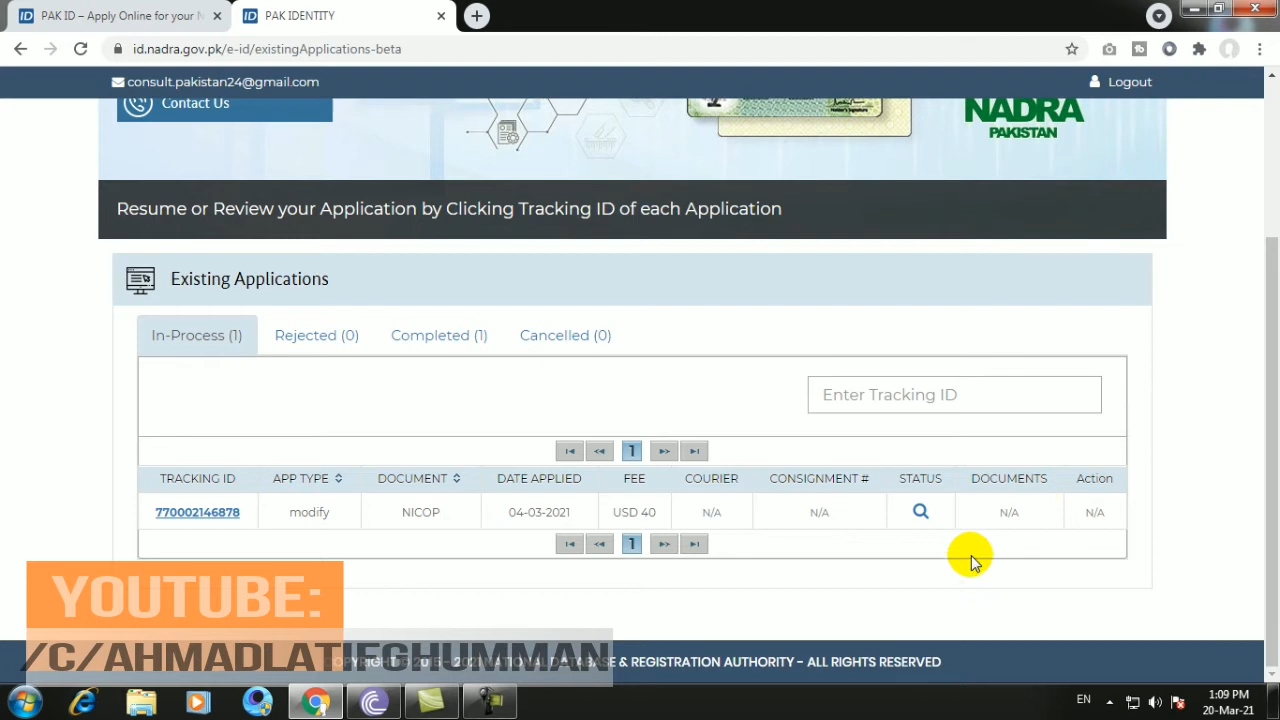 PAK ID – Apply Online for your N
PAK IDENTITY
id.nadra.gov.pk/e-id/existingApplications-beta
consult.pakistan24@gmail.com
Logout
Contact Us
NADRA
PAKISTAN
Resume or Review your Application by Clicking Tracking ID of each Application
Existing Applications
In-Process (1) Rejected (0) Completed (1) Cancelled (0)
Enter Tracking ID
1
TRACKING ID APP TYPE DOCUMENT DATE APPLIED FEE COURIER CONSIGNMENT # STATUS DOCUMENTS Action
770002146878 modify NICOP 04-03-2021 USD 40 N/A N/A N/A N/A
1
YOUTUBE:
/C/AHMADLATIEGHUMMAN
& REGISTRATION AUTHORITY - ALL RIGHTS RESERVED
EN
1:09 PM
20-Mar-21